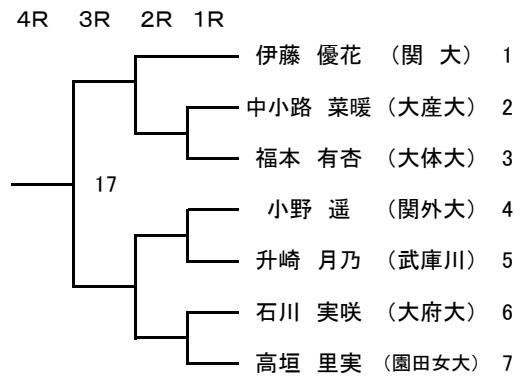 4R 3R 2R 1R
伊藤 優花 (関 大) 1
中小路 菜暖 (大産大) 2
福本 有杏 (大体大) 3
17
小野 遥 (関外大) 4
升崎 月乃 (武庫川) 5
石川 実咲 (大府大) 6
高垣 里実 (園田女大) 7